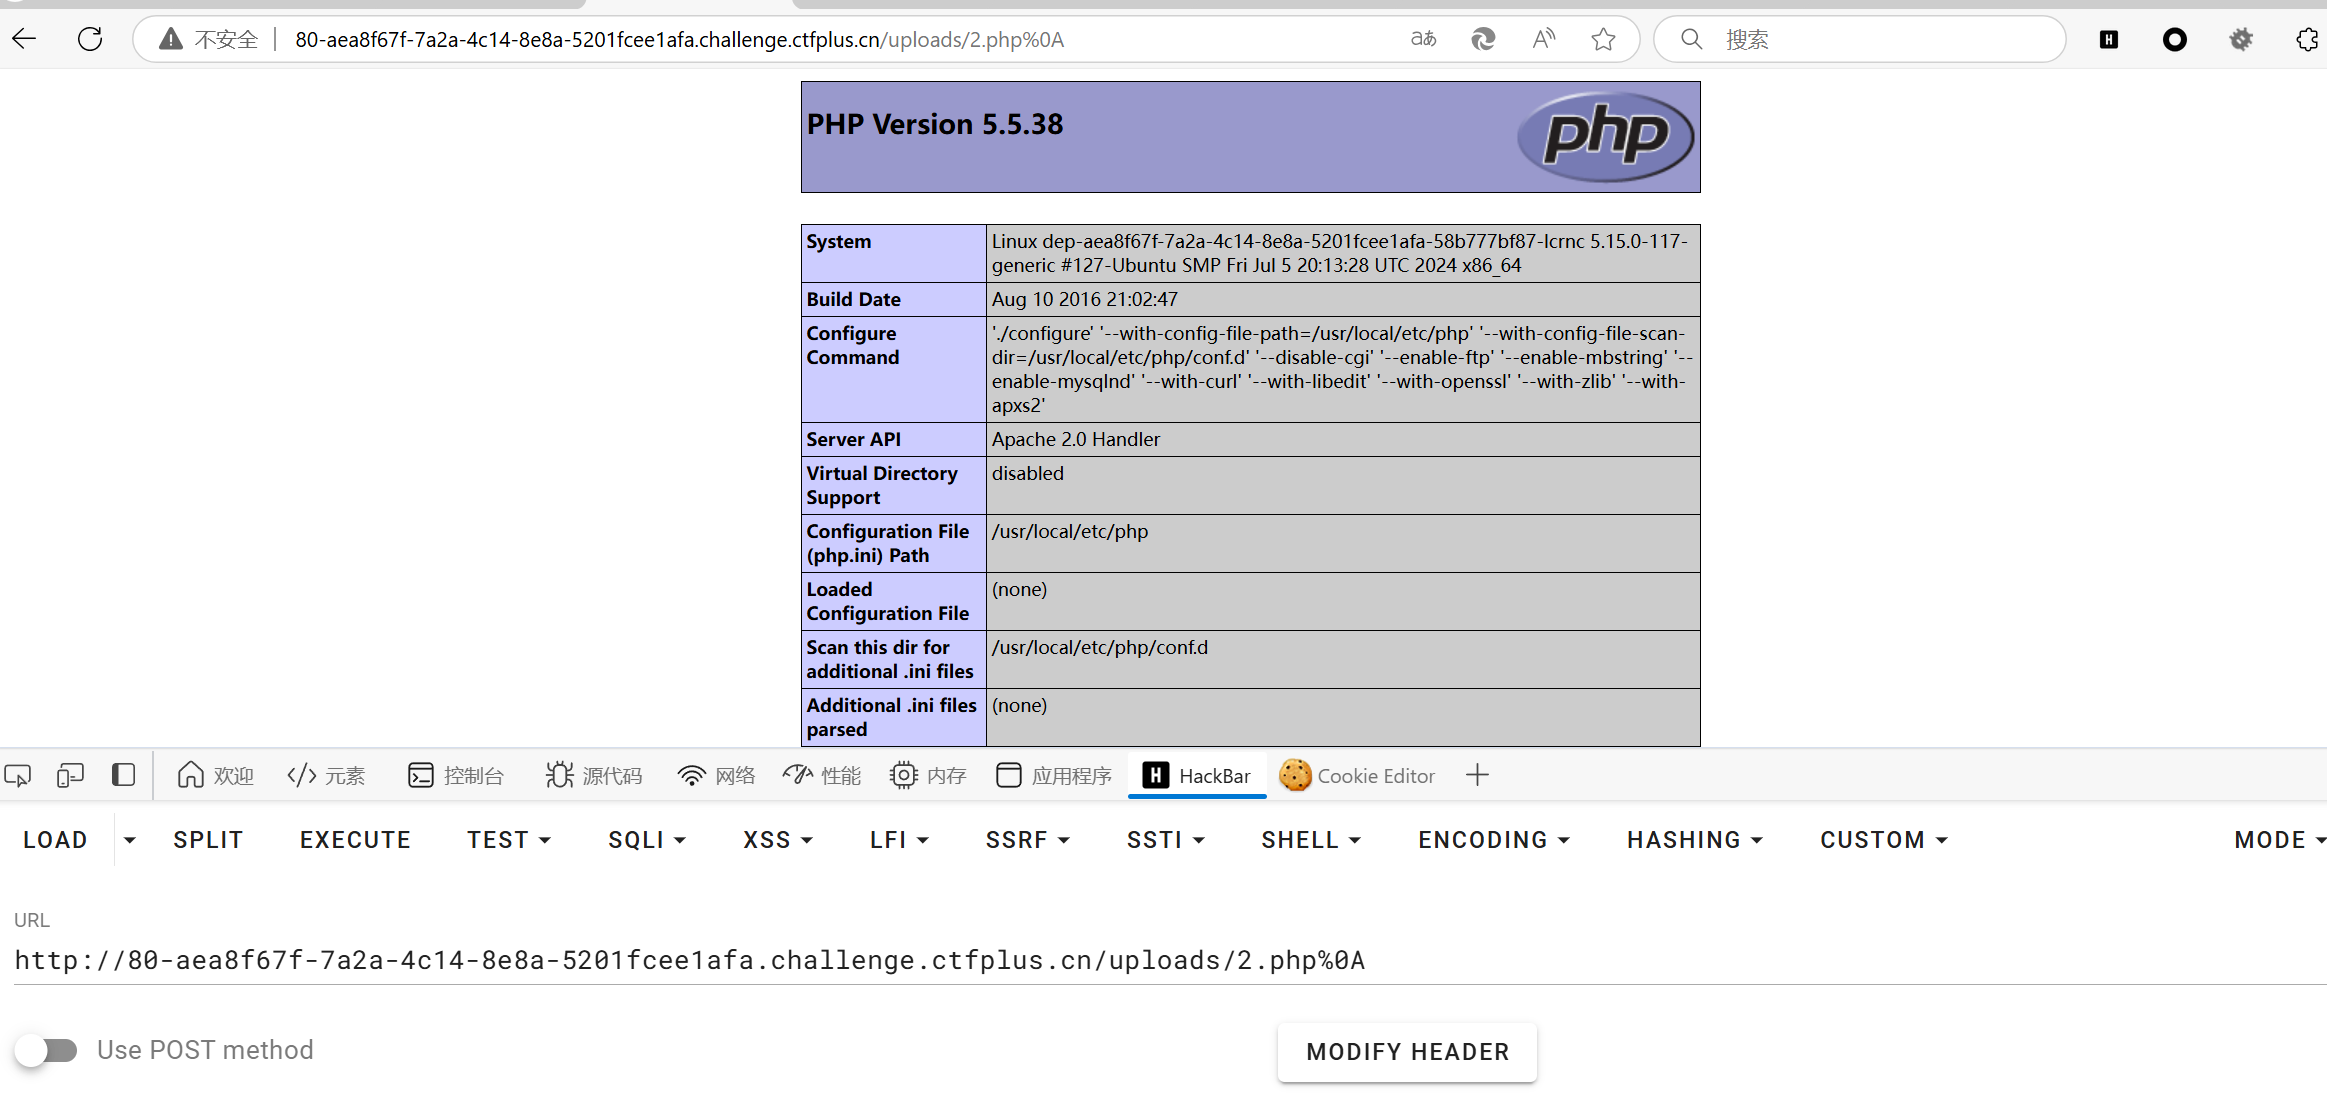 不安全 80-aea8f67f-7a2a-4c14-8e8a-5201fcee1afa.challenge.ctfplus.cn/uploads/2.php%0A aあ A 搜索 H
PHP Version 5.5.38 php
System Linux dep-aea8f67f-7a2a-4c14-8e8a-5201fcee1afa-58b777bf87-lcrnc 5.15.0-117-
generic #127-Ubuntu SMP Fri Jul 5 20:13:28 UTC 2024 x86_64
Build Date Aug 10 2016 21:02:47
Configure './configure' '--with-config-file-path=/usr/local/etc/php' '--with-config-file-scan-
Command dir=/usr/local/etc/php/conf.d' '--disable-cgi' '--enable-ftp' '--enable-mbstring' '--
enable-mysqlnd' '--with-curl' '--with-libedit' '--with-openssl' '--with-zlib' '--with-
apxs2'
Server API Apache 2.0 Handler
Virtual Directory disabled
Support
Configuration File /usr/local/etc/php
(php.ini) Path
Loaded (none)
Configuration File
Scan this dir for /usr/local/etc/php/conf.d
additional .ini files
Additional .ini files (none)
parsed
欢迎 元素 控制台 源代码 网络 性能 内存 应用程序 H HackBar Cookie Editor
LOAD SPLIT EXECUTE TEST SQLI XSS LFI SSRF SSTI SHELL ENCODING HASHING CUSTOM MODE
URL
http://80-aea8f67f-7a2a-4c14-8e8a-5201fcee1afa.challenge.ctfplus.cn/uploads/2.php%0A
Use POST method MODIFY HEADER